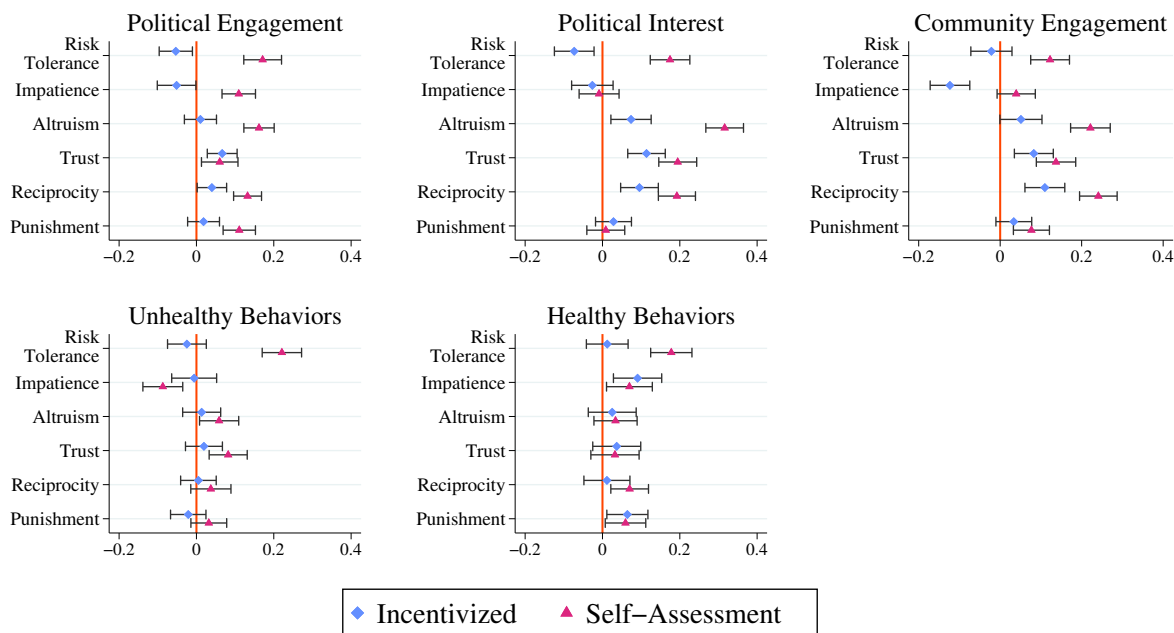 Political Engagement
Risk
Tolerance
Impatience
Altruism
Trust
Reciprocity
Punishment
−0.2 0 0.2 0.4
Political Interest
Risk
Tolerance
Impatience
Altruism
Trust
Reciprocity
Punishment
−0.2 0 0.2 0.4
Community Engagement
Risk
Tolerance
Impatience
Altruism
Trust
Reciprocity
Punishment
−0.2 0 0.2 0.4
Unhealthy Behaviors
Risk
Tolerance
Impatience
Altruism
Trust
Reciprocity
Punishment
−0.2 0 0.2 0.4
Healthy Behaviors
Risk
Tolerance
Impatience
Altruism
Trust
Reciprocity
Punishment
−0.2 0 0.2 0.4
Incentivized Self−Assessment